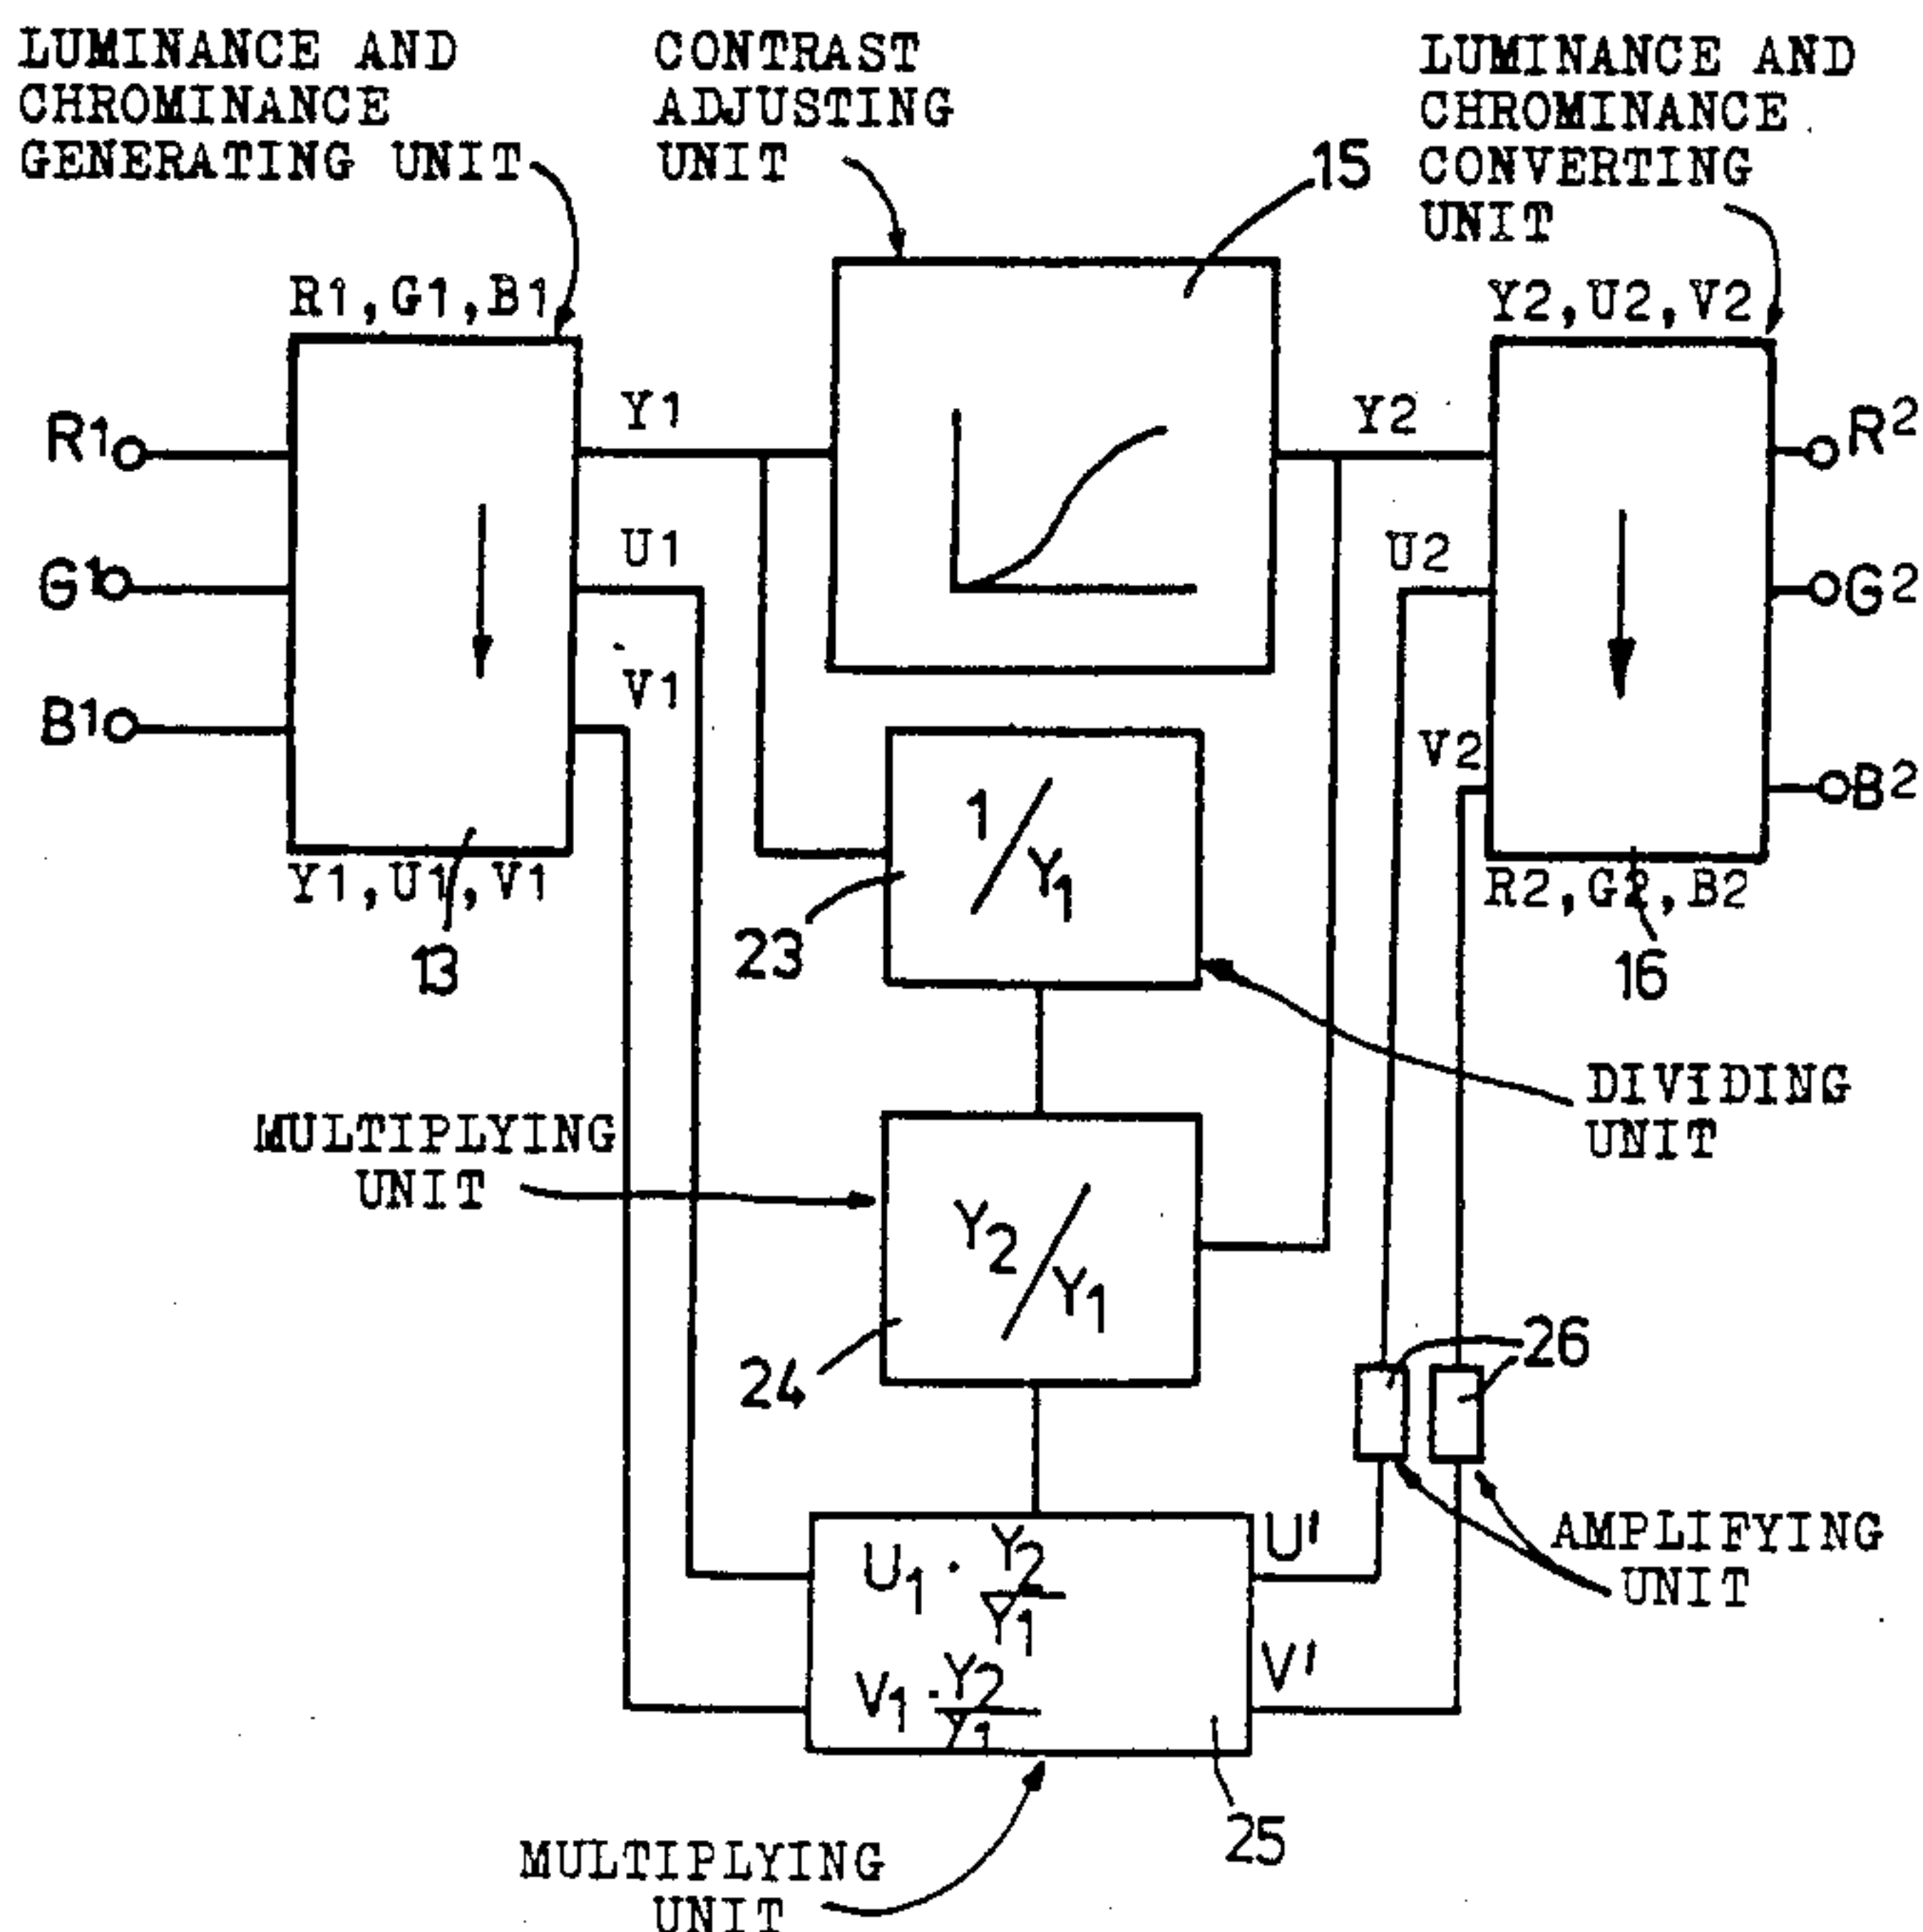 LUMINANCE AND
CHROMINANCE
GENERATING UNIT
CONTRAST
ADJUSTING
UNIT
LUMINANCE AND
CHROMINANCE
CONVERTING
UNIT
15
R1,G1,B1
Y2,U2,V2
R1
G1
B1
Y1
U1
V1
Y2
U2
V2
R2
G2
B2
Y1,U1,V1
13
R2,G2,B2
16
1/Y1
23
DIVIDING
UNIT
MULTIPLYING
UNIT
Y2/Y1
24
26
AMPLIFYING
UNIT
U1 · Y2/Y1
V1 · Y2/Y1
U'
V'
25
MULTIPLYING
UNIT